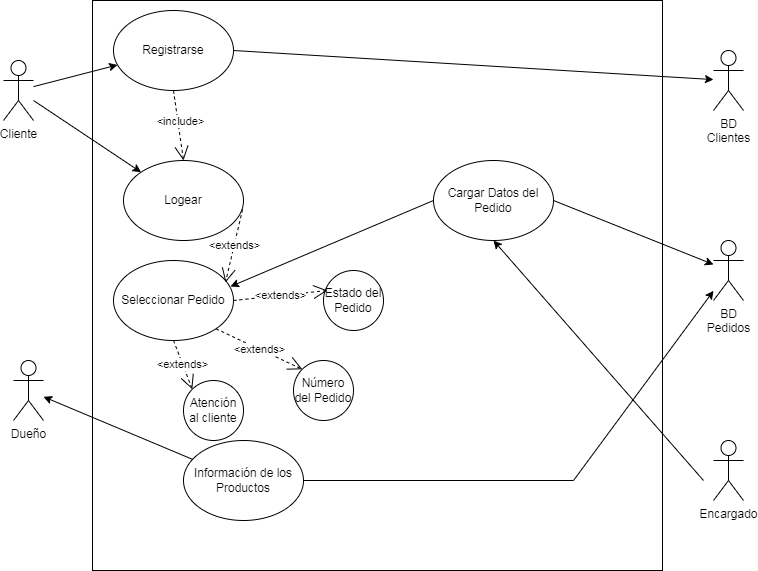 Registrarse
Cliente
BD
Clientes
<include>
Logear
Cargar Datos del
Pedido
<extends>
Seleccionar Pedido
<extends>
Estado del
Pedido
BD
Pedidos
<extends>
<extends>
Número
del Pedido
Atención
al cliente
Dueño
Información de los
Productos
Encargado